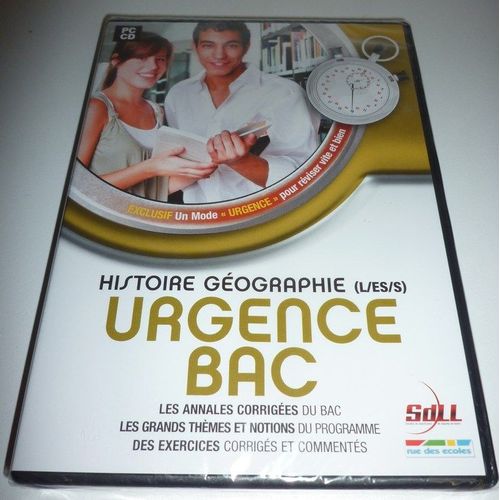 PC
CD
EXCLUSIF Un Mode « URGENCE » pour réviser vite et bien
HISTOIRE GÉOGRAPHIE (L/ES/S)
URGENCE
BAC
LES ANNALES CORRIGÉES DU BAC
LES GRANDS THÈMES ET NOTIONS DU PROGRAMME
DES EXERCICES CORRIGÉS ET COMMENTÉS
SdLL
rue des ecoles